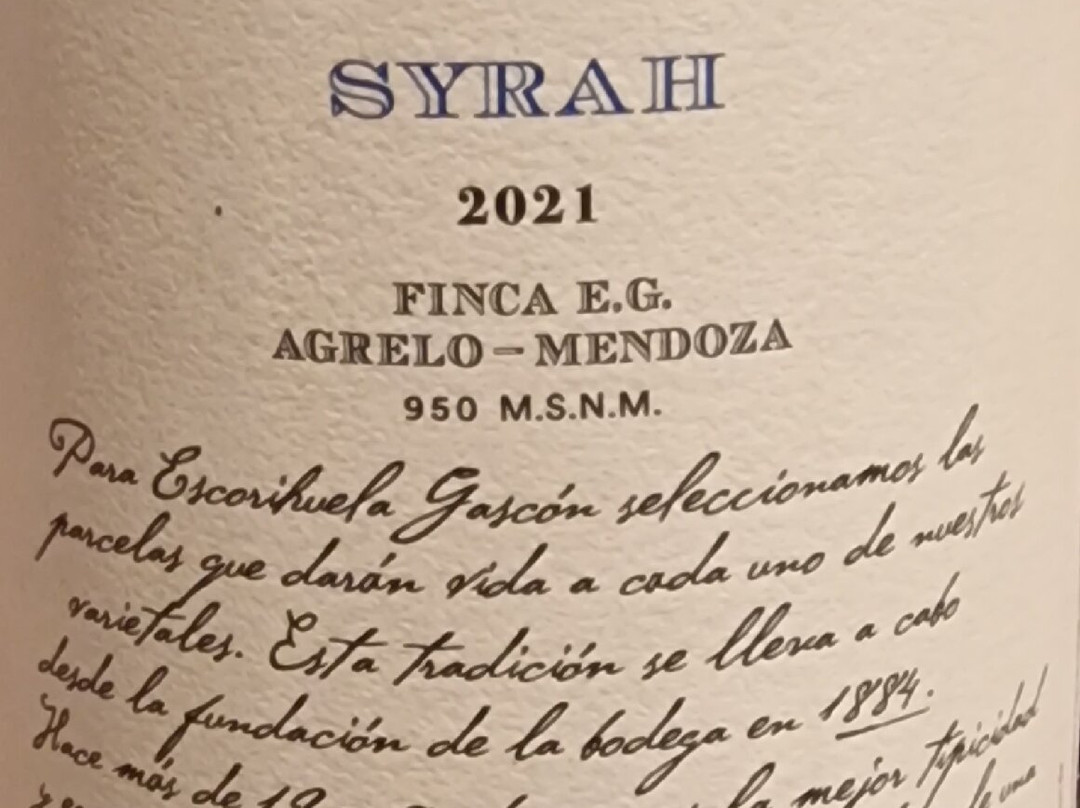 SYRAH
2021
FINCA E.G.
AGRELO – MENDOZA
950 M.S.N.M.
Para Escorihuela Gascón seleccionamos las
parcelas que darán vida a cada uno de nuestros
varietales. Esta tradición se lleva a cabo
desde la fundación de la bodega en 1884.
Hace más de la mejor tipicidad
una